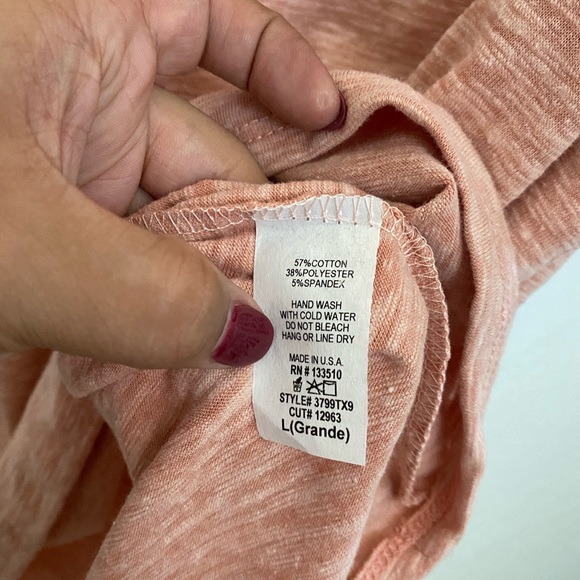 57%COTTON
38%POLYESTER
5%SPANDEX
HAND WASH
WITH COLD WATER
DO NOT BLEACH
HANG OR LINE DRY
MADE IN U.S.A.
RN # 133510
STYLE# 3799TX9
CUT# 12963
L(Grande)